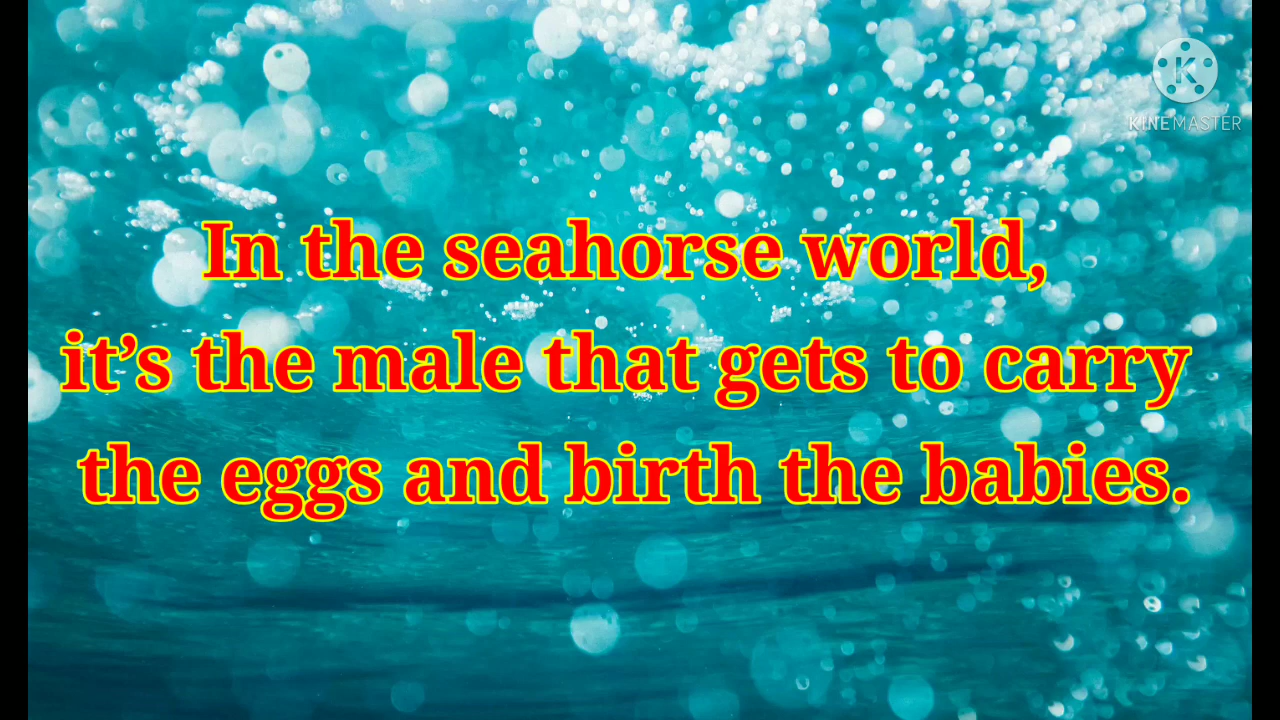 KINEMASTER
In the seahorse world,
it’s the male that gets to carry
the eggs and birth the babies.